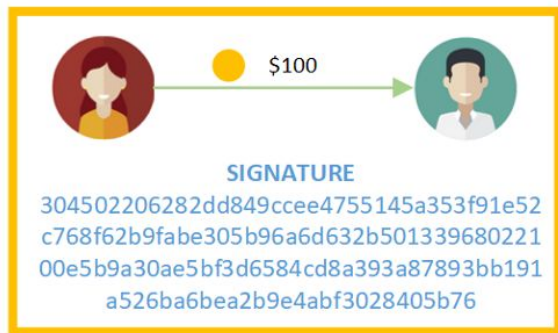 $100
SIGNATURE
304502206282dd849ccee4755145a353f91e52
c768f62b9fabe305b96a6d632b501339680221
00e5b9a30ae5bf3d6584cd8a393a87893bb191
a526ba6bea2b9e4abf3028405b76